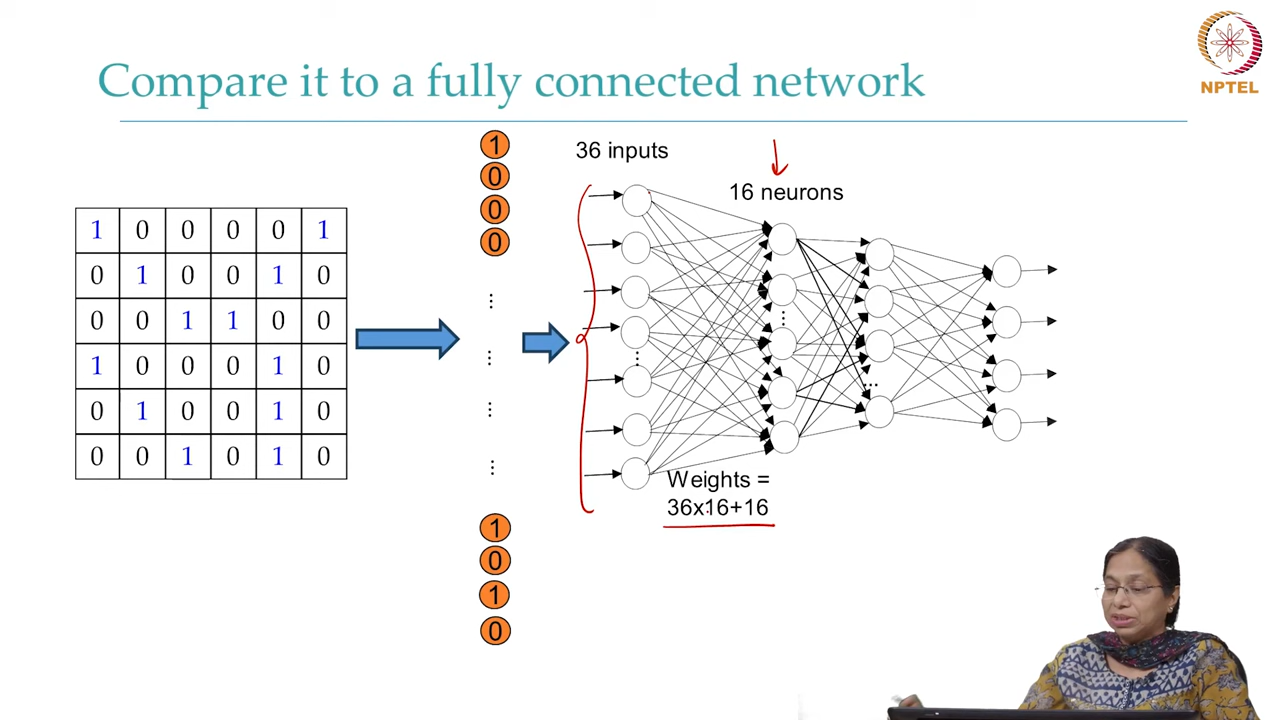 Compare it to a fully connected network
NPTEL
1 0 0 0 0 1
0 1 0 0 1 0
0 0 1 1 0 0
1 0 0 0 1 0
0 1 0 0 1 0
0 0 1 0 1 0
1
0
0
0
⋮
⋮
⋮
⋮
1
0
1
0
36 inputs
16 neurons
Weights =
36x16+16